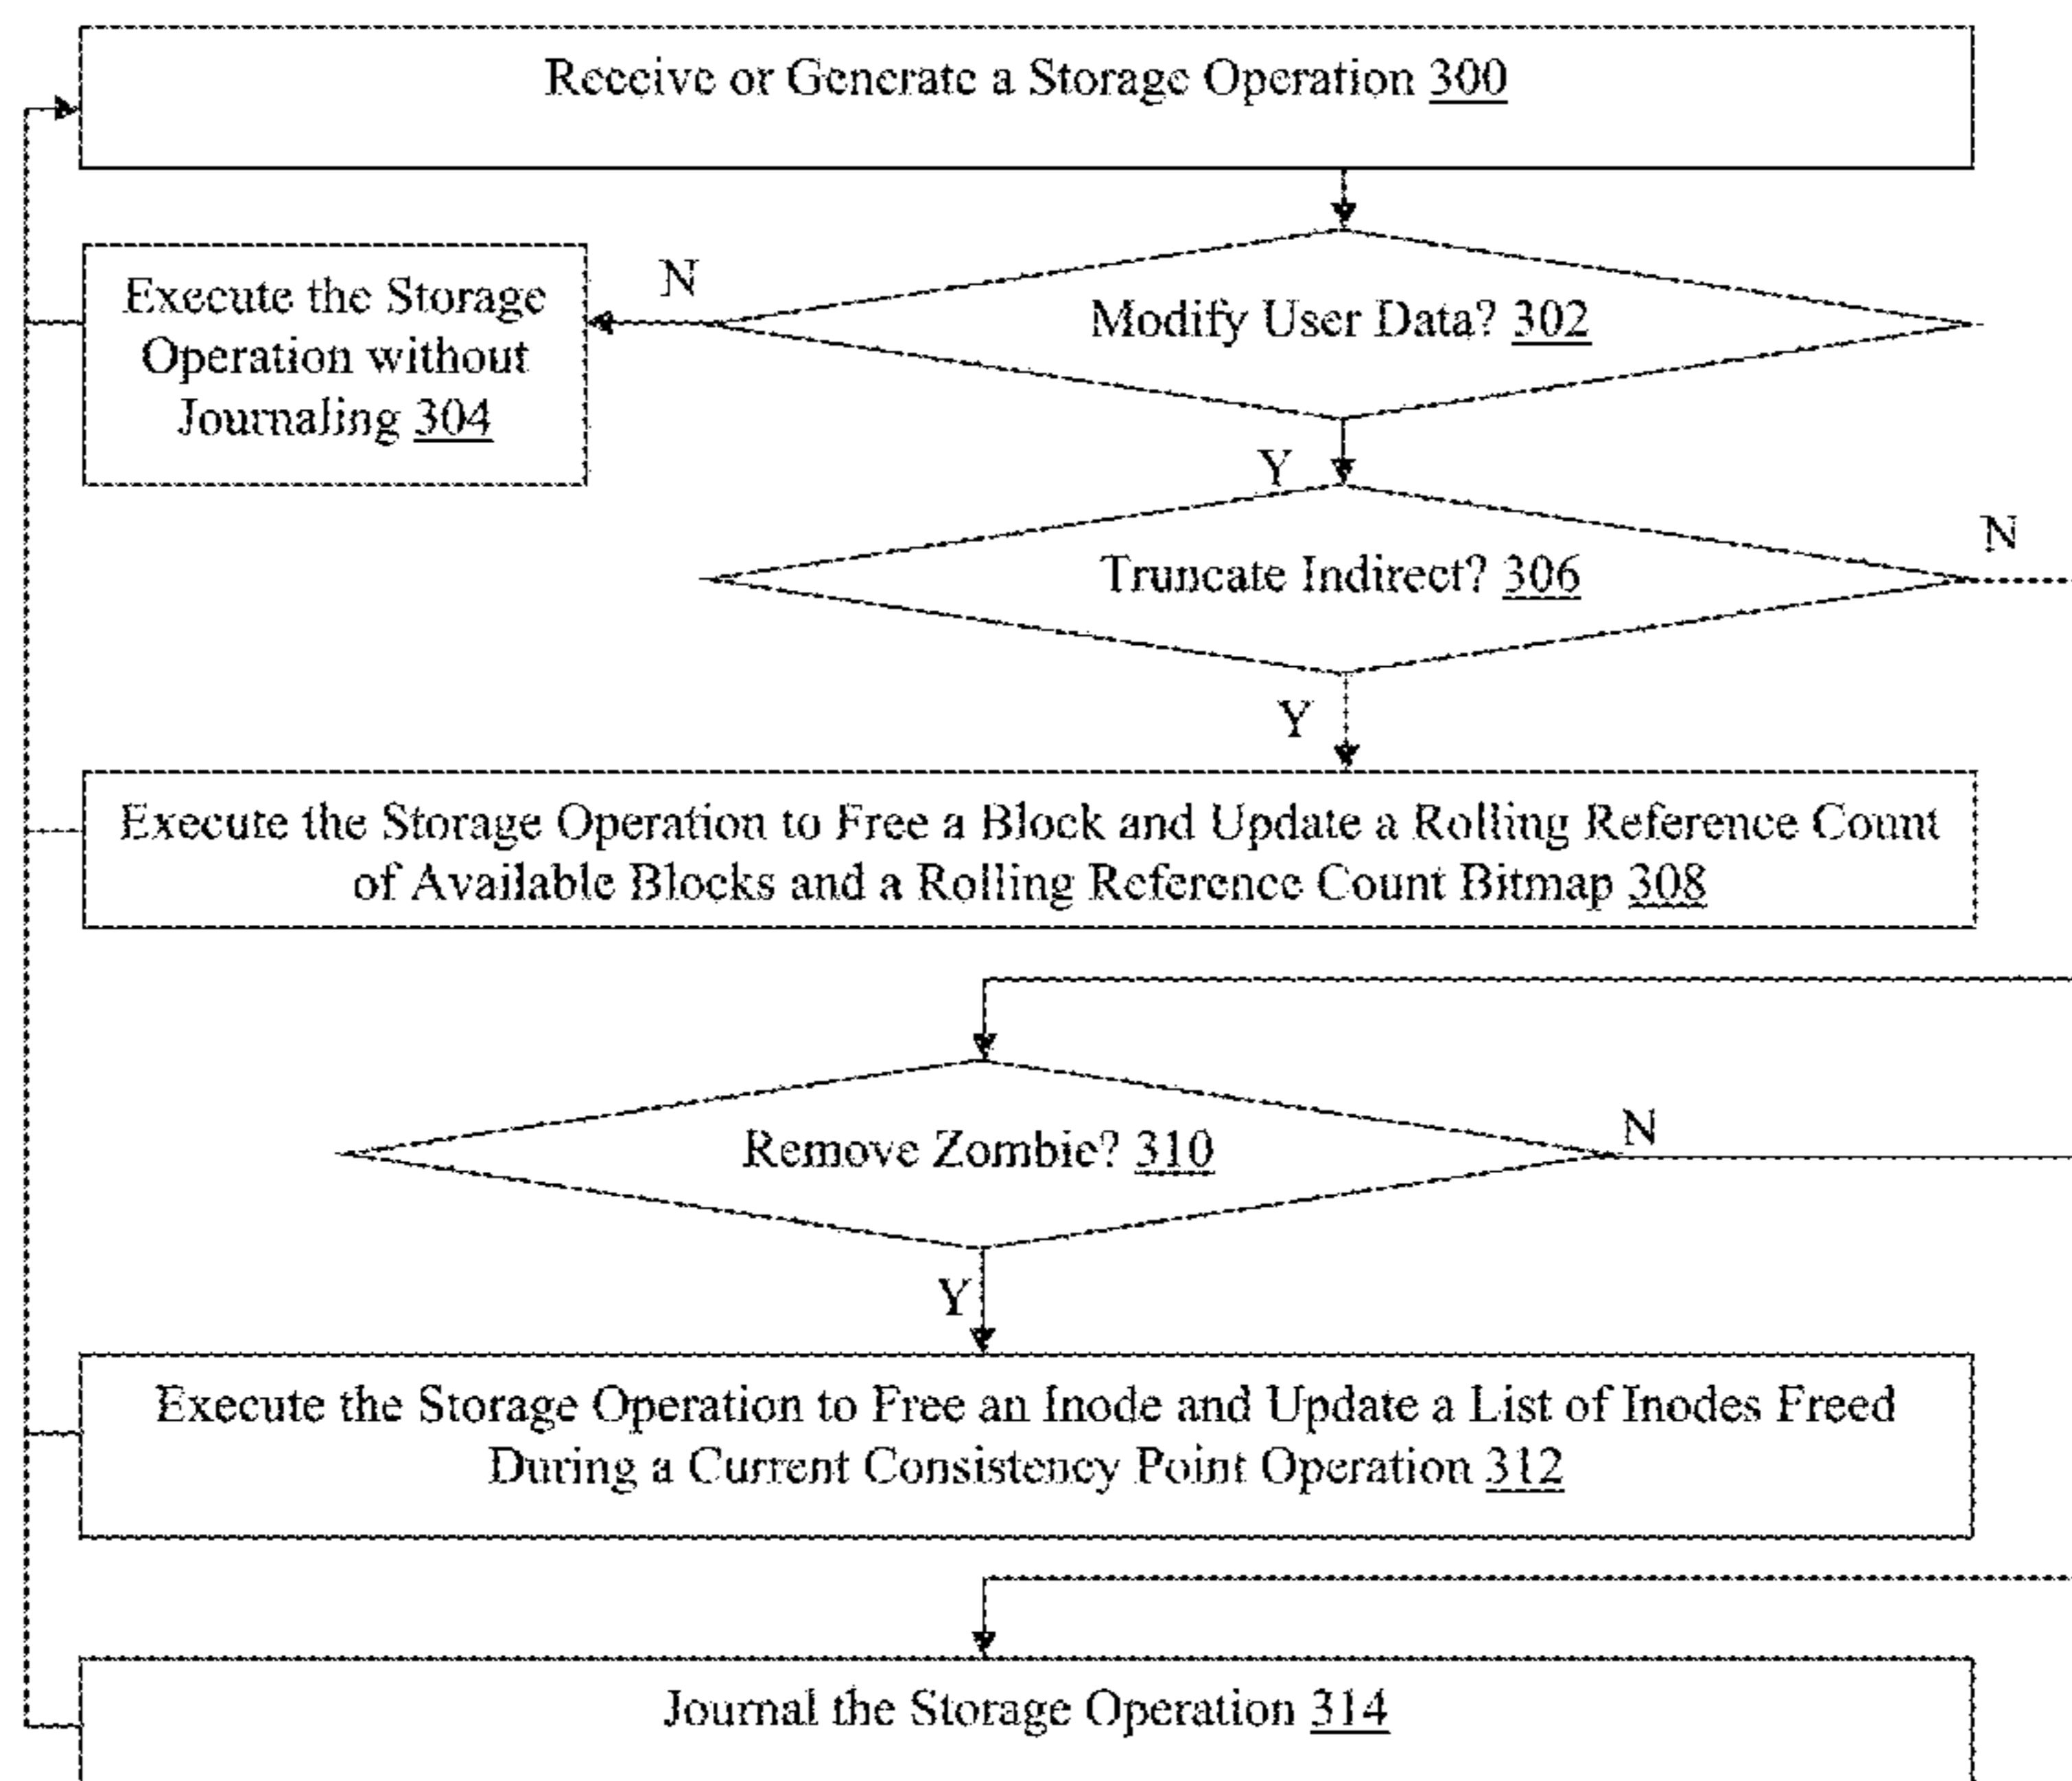 Receive or Generate a Storage Operation 300
N
Execute the Storage
Operation without
Journaling 304
Modify User Data? 302
Y
N
Truncate Indirect? 306
Y
Execute the Storage Operation to Free a Block and Update a Rolling Reference Count
of Available Blocks and a Rolling Reference Count Bitmap 308
N
Remove Zombie? 310
Y
Execute the Storage Operation to Free an Inode and Update a List of Inodes Freed
During a Current Consistency Point Operation 312
Journal the Storage Operation 314